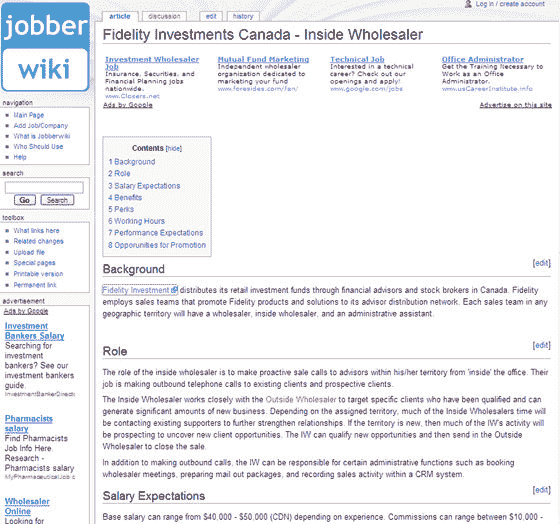 Log in / create account
jobber
wiki
article discussion edit history
Fidelity Investments Canada - Inside Wholesaler
Investment Wholesaler
Job
Insurance, Securities, and
Financial Planning jobs
nationwide.
www.Closers.net
Mutual Fund Marketing
Independent wholesaler
organization dedicated to
marketing your fund
www.foresides.com/fan/
Technical Job
Interested in a technical
career? Check out our
openings and apply!
www.google.com/jobs
Office Administrator
Get the Training Necessary to
Work as an Office
Administrator.
www.usCareerInstitute.info
Ads by Google
Advertise on this site
navigation
Main Page
Add Job/Company
What is Jobberwiki
Who Should Use
Help
search
Go Search
toolbox
What links here
Related changes
Upload file
Special pages
Printable version
Permanent link
advertisement
Ads by Google
Investment
Bankers Salary
Searching for
investment
bankers? See our
investment bankers
guide.
InvestmentBankerDirect
Pharmacists
salary
Find Pharmacists
Job Info Here.
Research -
Pharmacists salary
MyPharmaceuticalJob.c
Wholesaler
Online
Looking for
Contents [hide]
1 Background
2 Role
3 Salary Expectations
4 Benefits
5 Perks
6 Working Hours
7 Performance Expectations
8 Opportunities for Promotion
Background [edit]
Fidelity Investment distributes its retail investment funds through financial advisors and stock brokers in Canada. Fidelity
employs sales teams that promote Fidelity products and solutions to its advisor distribution network. Each sales team in any
geographic territory will have a wholesaler, inside wholesaler, and an administrative assistant.
Role [edit]
The role of the inside wholesaler is to make proactive sale calls to advisors within his/her territory from 'inside' the office. Their
job is making outbound telephone calls to existing clients and prospective clients.
The Inside Wholesaler works closely with the Outside Wholesaler to target specific clients who have been qualified and can
generate significant amounts of new business. Depending on the assigned territory, much of the Inside Wholesalers time will
be contacting existing supporters to further strengthen relationships. If the territory is new, then much of the IW's activity
will be prospecting to uncover new client opportunities. The IW can qualify new opportunities and then send in the Outside
Wholesaler to close the sale.
In addition to making outbound calls, the IW can be responsible for certain administrative functions such as booking
wholesaler meetings, preparing mail out packages, and recording sales activity within a CRM system.
Salary Expectations [edit]
Base salary can range from $40,000 - $50,000 (CDN) depending on experience. Commissions can range between $10,000 -